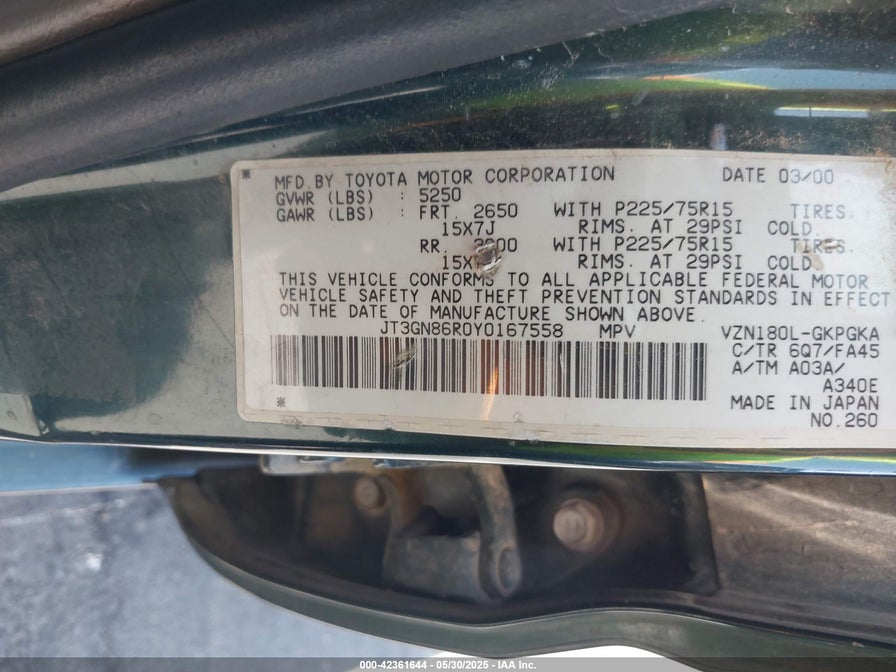 MFD.BY TOYOTA MOTOR CORPORATION DATE 03/00
GVWR (LBS) : 5250
GAWR (LBS) : FRT. 2650 WITH P225/75R15 TIRES.
15X7J RIMS. AT 29PSI COLD.
RR. WITH P225/75R15 TIRES.
RIMS. AT 29PSI COLD
THIS VEHICLE CONFORMS TO ALL APPLICABLE FEDERAL MOTOR
VEHICLE SAFETY AND THEFT PREVENTION STANDARDS IN EFFECT
ON THE DATE OF MANUFACTURE SHOWN ABOVE.
JT3GN86R0Y0167558 MPV VZN180L-GKPGKA
C/TR 6Q7/FA45
A/TM A03A/
A340E
MADE IN JAPAN
NO.260
000-42361644 | 05/30/2025 - IAA Inc.